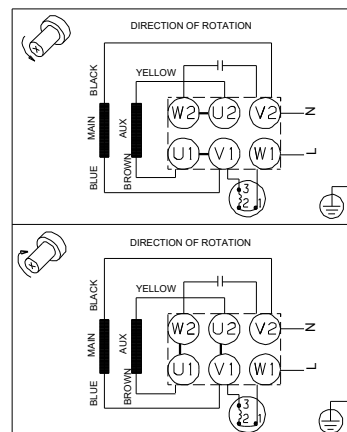 DIRECTION OF ROTATION
BLACK
YELLOW
MAIN
AUX
W2 U2 V2 N
U1 V1 W1 L
BLUE
BROWN
3
2 1
DIRECTION OF ROTATION
BLACK
YELLOW
MAIN
AUX
W2 U2 V2 N
U1 V1 W1 L
BLUE
BROWN
3
2 1